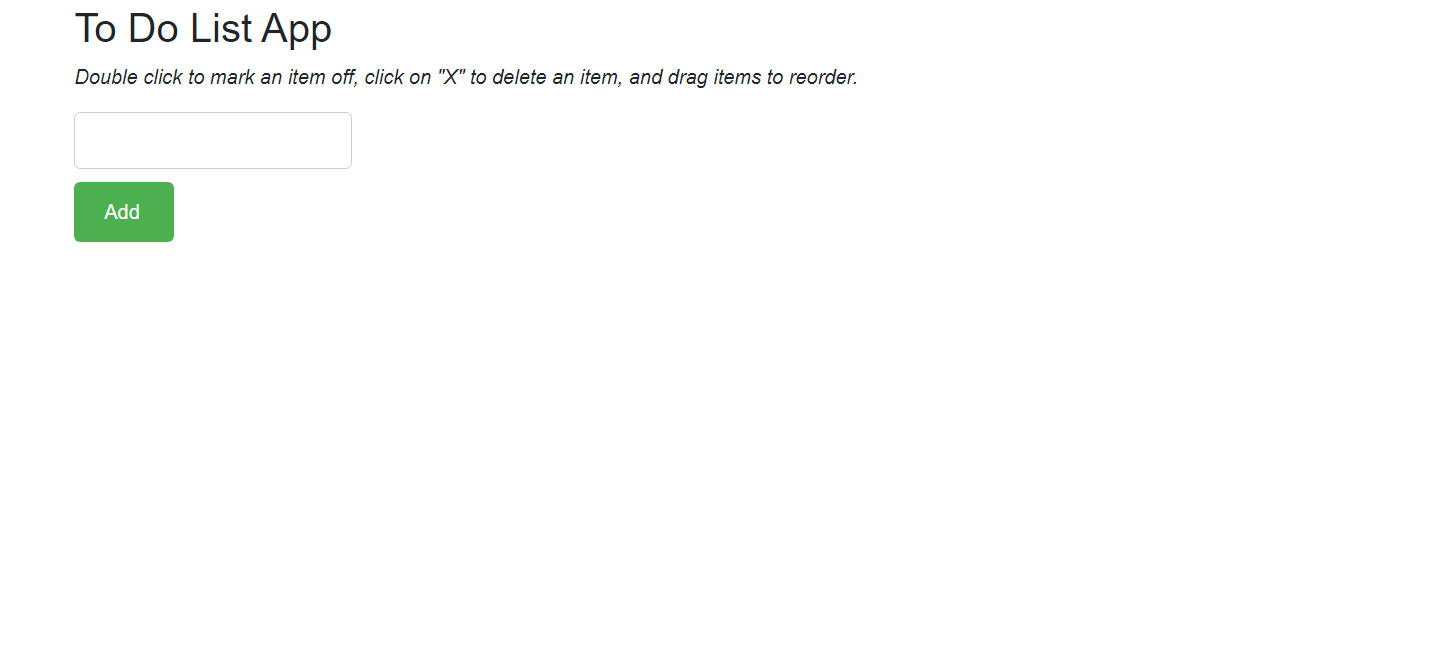 To Do List App
Double click to mark an item off, click on "X" to delete an item, and drag items to reorder.
Add